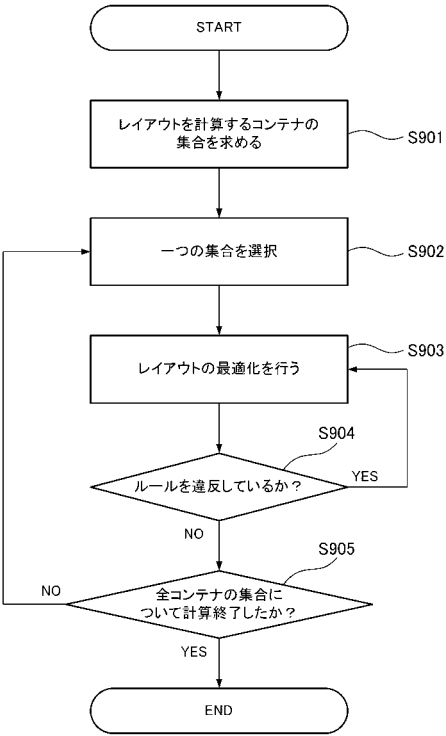 START
レイアウトを計算するコンテナの
集合を求める
S901
一つの集合を選択
S902
レイアウトの最適化を行う
S903
S904
ルールを違反しているか？
YES
NO
S905
全コンテナの集合に
ついて計算終了したか？
NO
YES
END